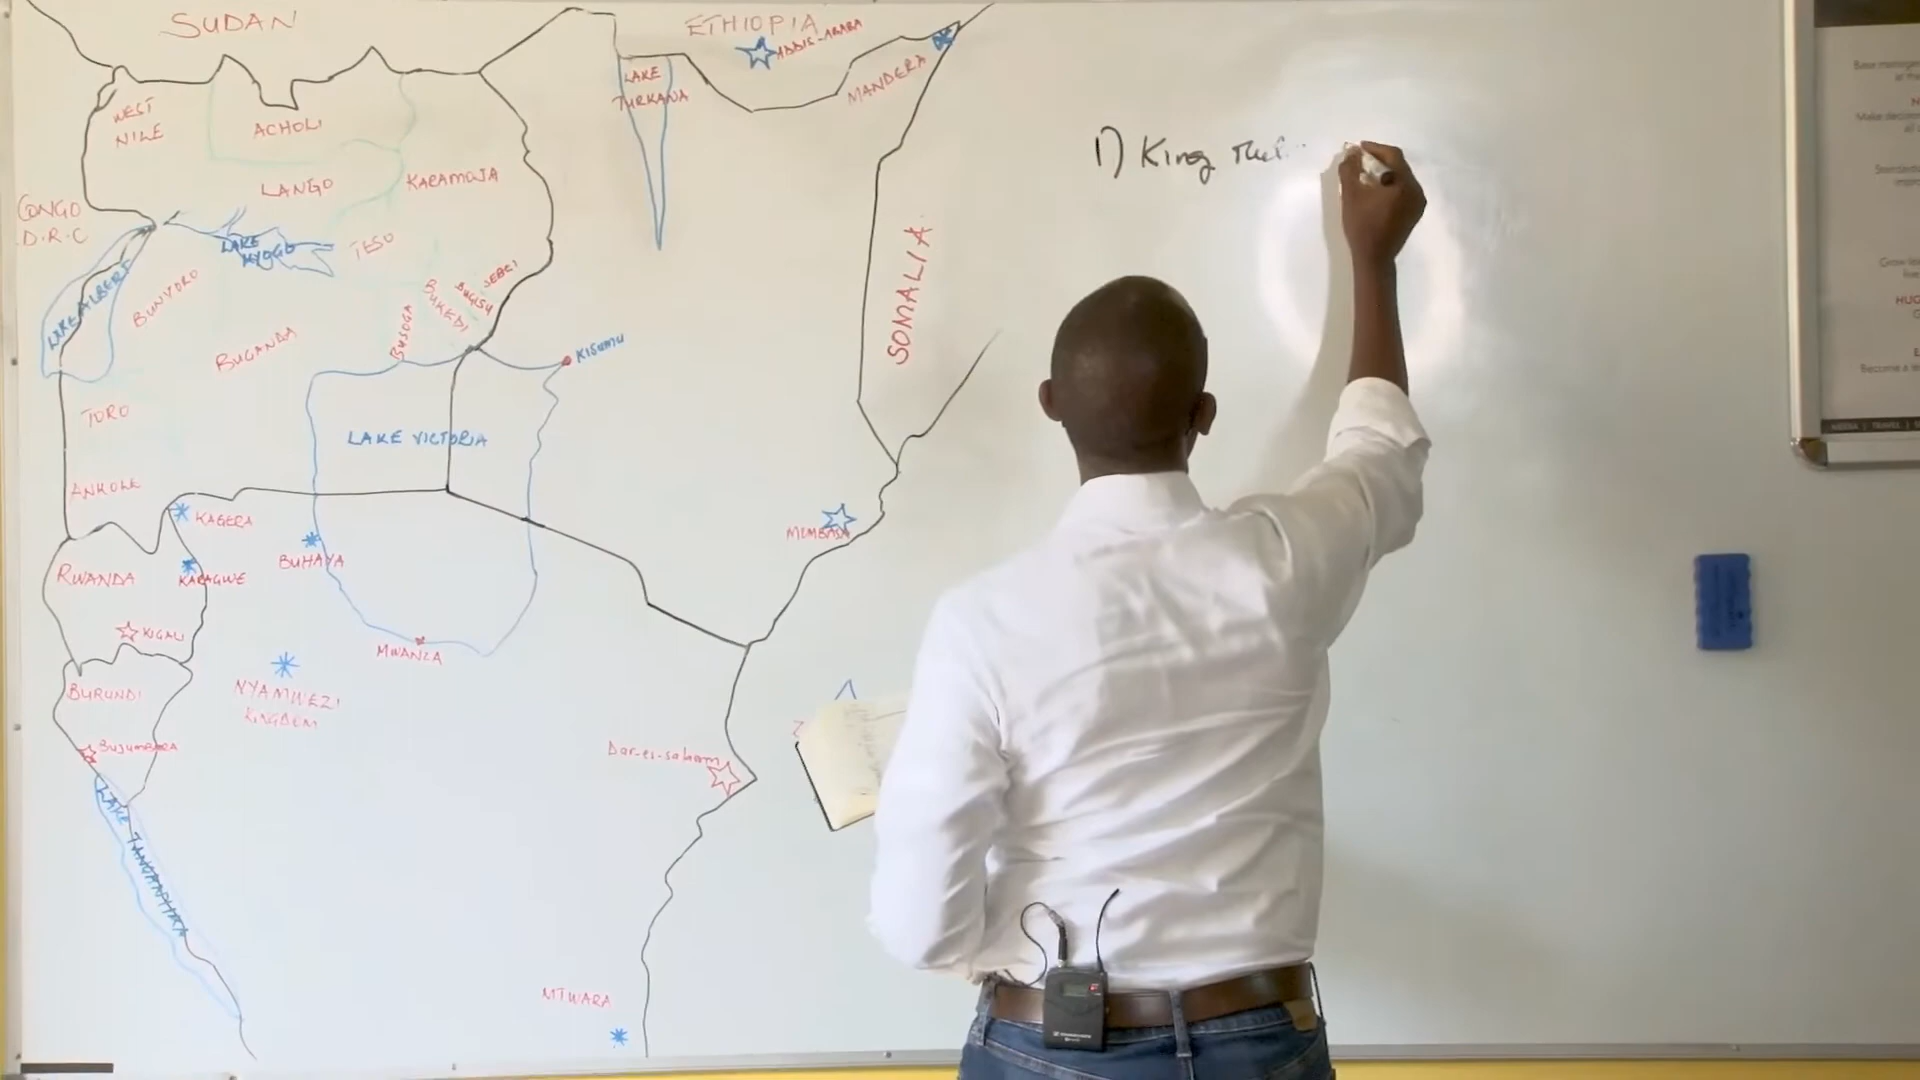 SUDAN
ETHIOPIA
ADDIS-ABABA
LAKE
TURKANA
MANDERA
WEST
NILE
ACHOLI
LANGO
KARAMOJA
CONGO
D.R.C
LAKE
KYOGO
TESO
LAKE ALBERT
BUNYORO
BUGANDA
BUSOGA
BUKEDI
BUGISU
SEBEI
KISUMU
SOMALIA
TORO
LAKE VICTORIA
ANKOLE
KAGERA
BUHAYA
MOMBASA
RWANDA
KARAGWE
KIGALI
MWANZA
BURUNDI
NYAMWEZI
KINGDOM
Bujumbura
Dar-es-salaam
LAKE
MTWARA
1) King